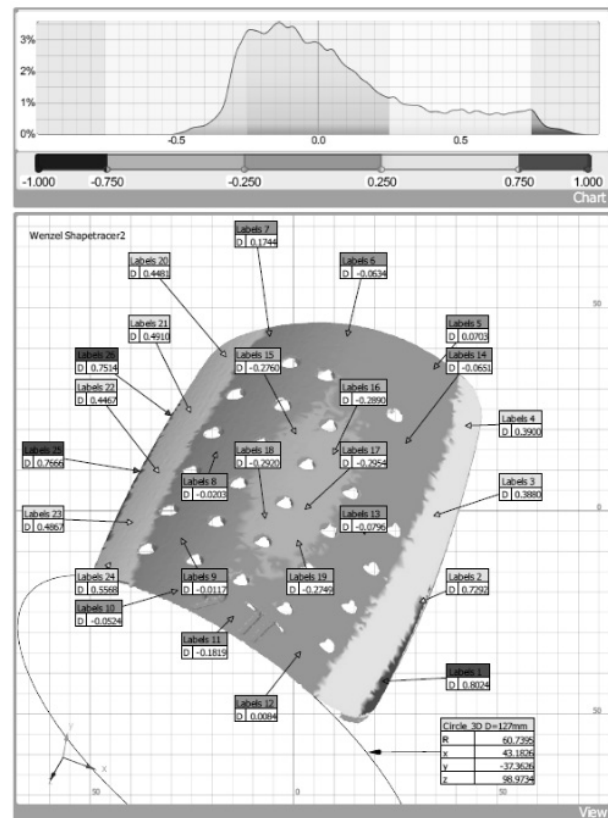 3%
2%
1%
0%
-0.5 0.0 0.5
-1.000 -0.750 -0.250 0.250 0.750 1.000
Chart
Wenzel Shapetracer2
Labels 7
D 0.1744
Labels 20
D 0.4481
Labels 6
D -0.0634
50
Labels 21
D 0.4910
Labels 5
D 0.0703
Labels 15
D -0.2760
Labels 14
D -0.0651
Labels 26
D 0.7514
Labels 22
D 0.4467
Labels 16
D -0.2890
Labels 4
D 0.3900
Labels 25
D 0.7666
Labels 18
D -0.2920
Labels 17
D -0.2954
Labels 8
D -0.0203
Labels 3
D 0.3880
0
Labels 23
D 0.4867
Labels 13
D -0.0796
Labels 24
D 0.5568
Labels 9
D -0.0117
Labels 19
D -0.2749
Labels 2
D 0.7292
Labels 10
D -0.0524
Labels 11
D -0.1819
Labels 1
D 0.8024
Labels 12
D 0.0084
50
Circle_3D D=127mm
R 60.7395
x 43.1826
y -37.3626
z 98.9734
Y
X
30 0 50
View